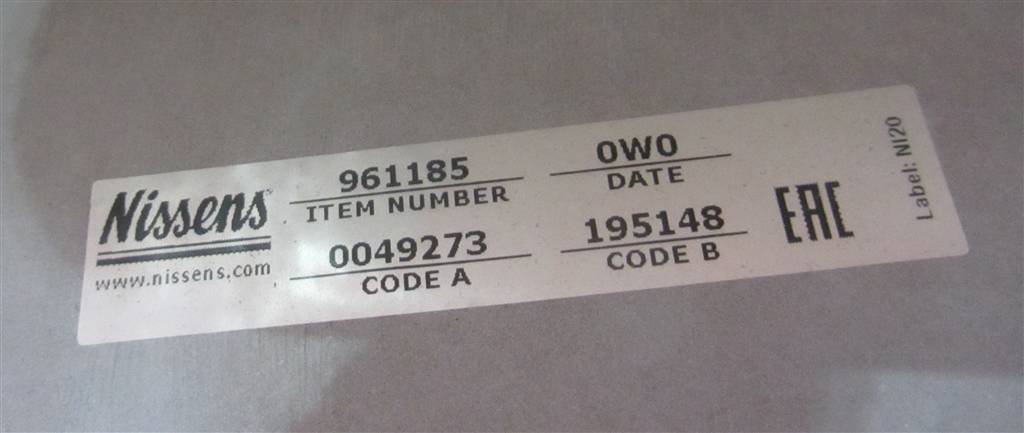 Nissens
www.nissens.com
961185
ITEM NUMBER
0W0
DATE
0049273
CODE A
195148
CODE B
EAC
Label: NI20